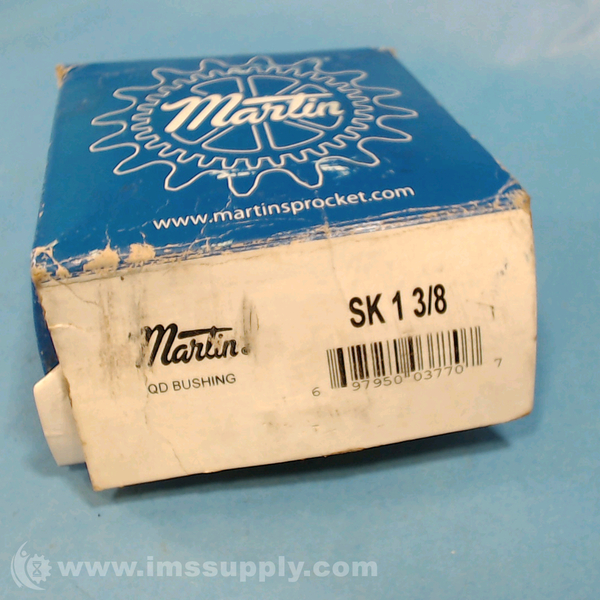 Martin
www.martinsprocket.com
SK 1 3/8
Martin
QD BUSHING
6 97950 03770 7
www.imssupply.com